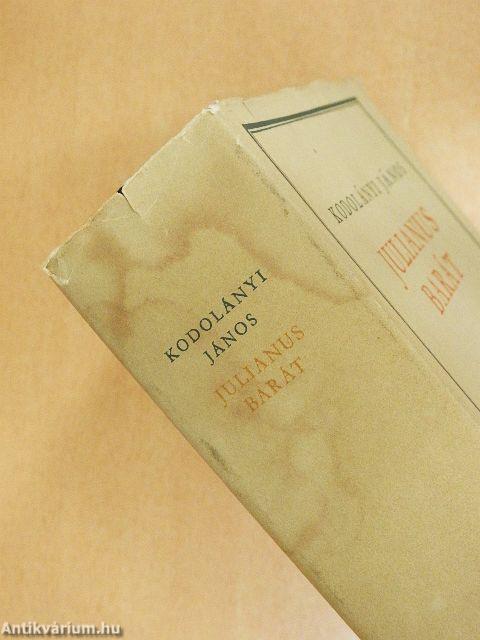 KODOLÁNYI
JÁNOS
JULIANUS
BARÁT
KODOLÁNYI JÁNOS
JULIANUS
BARÁT
Antikvárium.hu